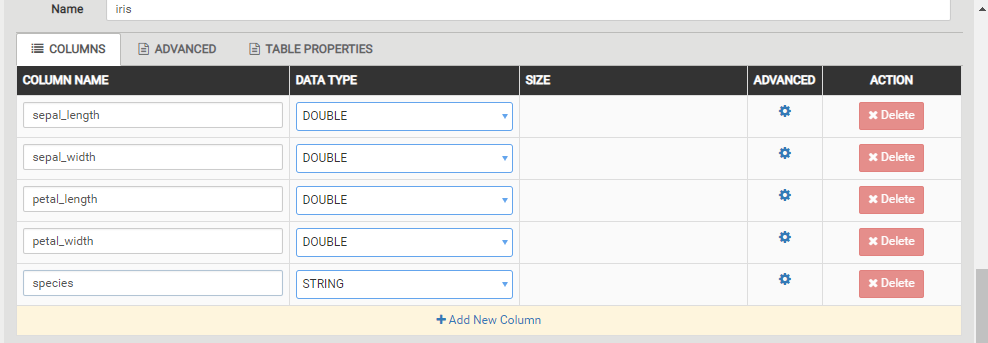 Name iris
COLUMNS ADVANCED TABLE PROPERTIES
COLUMN NAME DATA TYPE SIZE ADVANCED ACTION
sepal_length DOUBLE Delete
sepal_width DOUBLE Delete
petal_length DOUBLE Delete
petal_width DOUBLE Delete
species STRING Delete
Add New Column